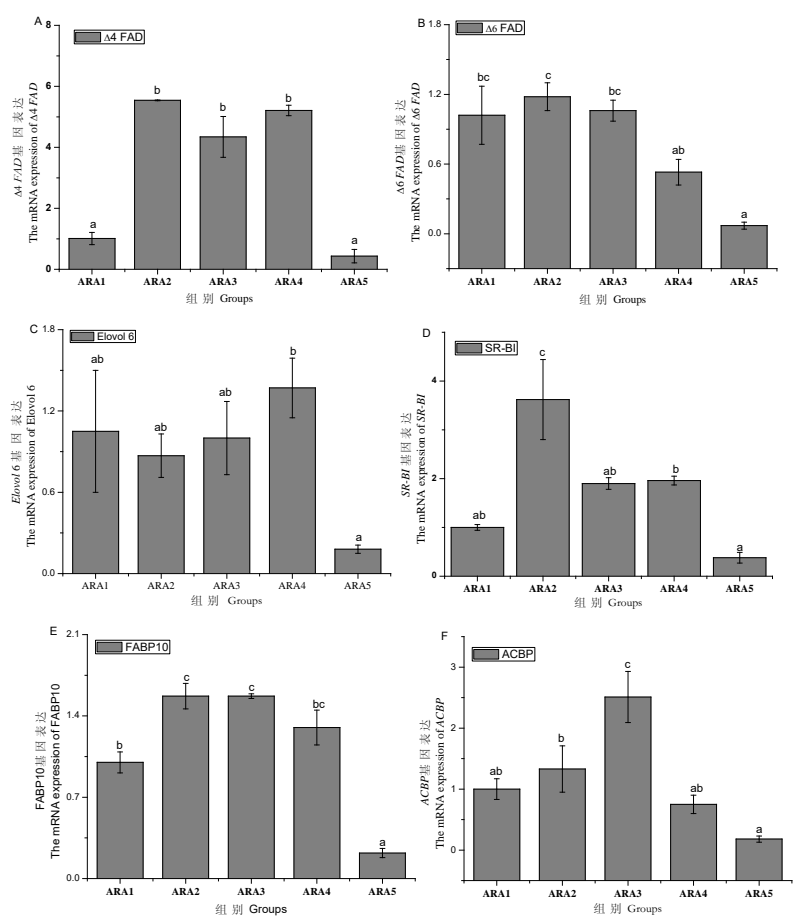 A
Δ4 FAD
Δ4 FAD基 因 表 达
The mRNA expression of Δ4 FAD
8
6
4
2
0
a
b
b
b
a
ARA1 ARA2 ARA3 ARA4 ARA5
组 别 Groups
B
Δ6 FAD
Δ6 FAD基 因 表 达
The mRNA expression of Δ6 FAD
1.8
1.2
0.6
0.0
bc
c
bc
ab
a
ARA1 ARA2 ARA3 ARA4 ARA5
组 别 Groups
C
Elovol 6
Elovol 6 基 因 表 达
The mRNA expression of Elovol 6
1.8
1.2
0.6
0.0
ab
ab
ab
b
a
ARA1 ARA2 ARA3 ARA4 ARA5
组 别 Groups
D
SR-BI
SR-BI 基 因 表 达
The mRNA expression of SR-BI
4
2
0
ab
c
ab
b
a
ARA1 ARA2 ARA3 ARA4 ARA5
组 别 Groups
E
FABP10
FABP10基 因 表 达
The mRNA expression of FABP10
2.1
1.4
0.7
0.0
b
c
c
bc
a
ARA1 ARA2 ARA3 ARA4 ARA5
组 别 Groups
F
ACBP
ACBP基 因 表 达
The mRNA expression of ACBP
3
2
1
0
ab
b
c
ab
a
ARA1 ARA2 ARA3 ARA4 ARA5
组 别 Groups